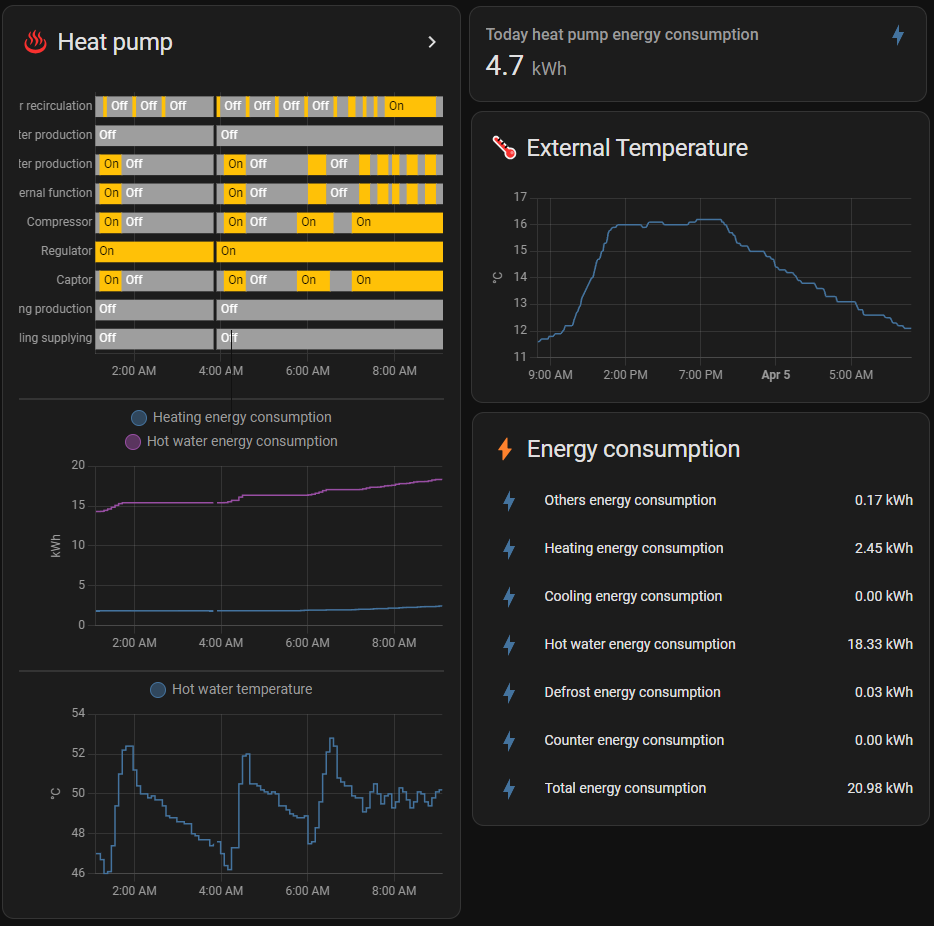 Heat pump
r recirculation Off Off Off Off Off Off Off On
ter production Off Off
ter production On Off On Off Off
ernal function On Off On Off Off
Compressor On Off On Off On On
Regulator On On
Captor On Off On Off On On
ng production Off Off
ling supplying Off Off
2:00 AM 4:00 AM 6:00 AM 8:00 AM
Heating energy consumption
Hot water energy consumption
20
15
10
5
0
kWh
2:00 AM 4:00 AM 6:00 AM 8:00 AM
Hot water temperature
54
52
50
48
46
°C
2:00 AM 4:00 AM 6:00 AM 8:00 AM
Today heat pump energy consumption
4.7 kWh
External Temperature
17
16
15
14
13
12
11
°C
9:00 AM 2:00 PM 7:00 PM Apr 5 5:00 AM
Energy consumption
Others energy consumption 0.17 kWh
Heating energy consumption 2.45 kWh
Cooling energy consumption 0.00 kWh
Hot water energy consumption 18.33 kWh
Defrost energy consumption 0.03 kWh
Counter energy consumption 0.00 kWh
Total energy consumption 20.98 kWh